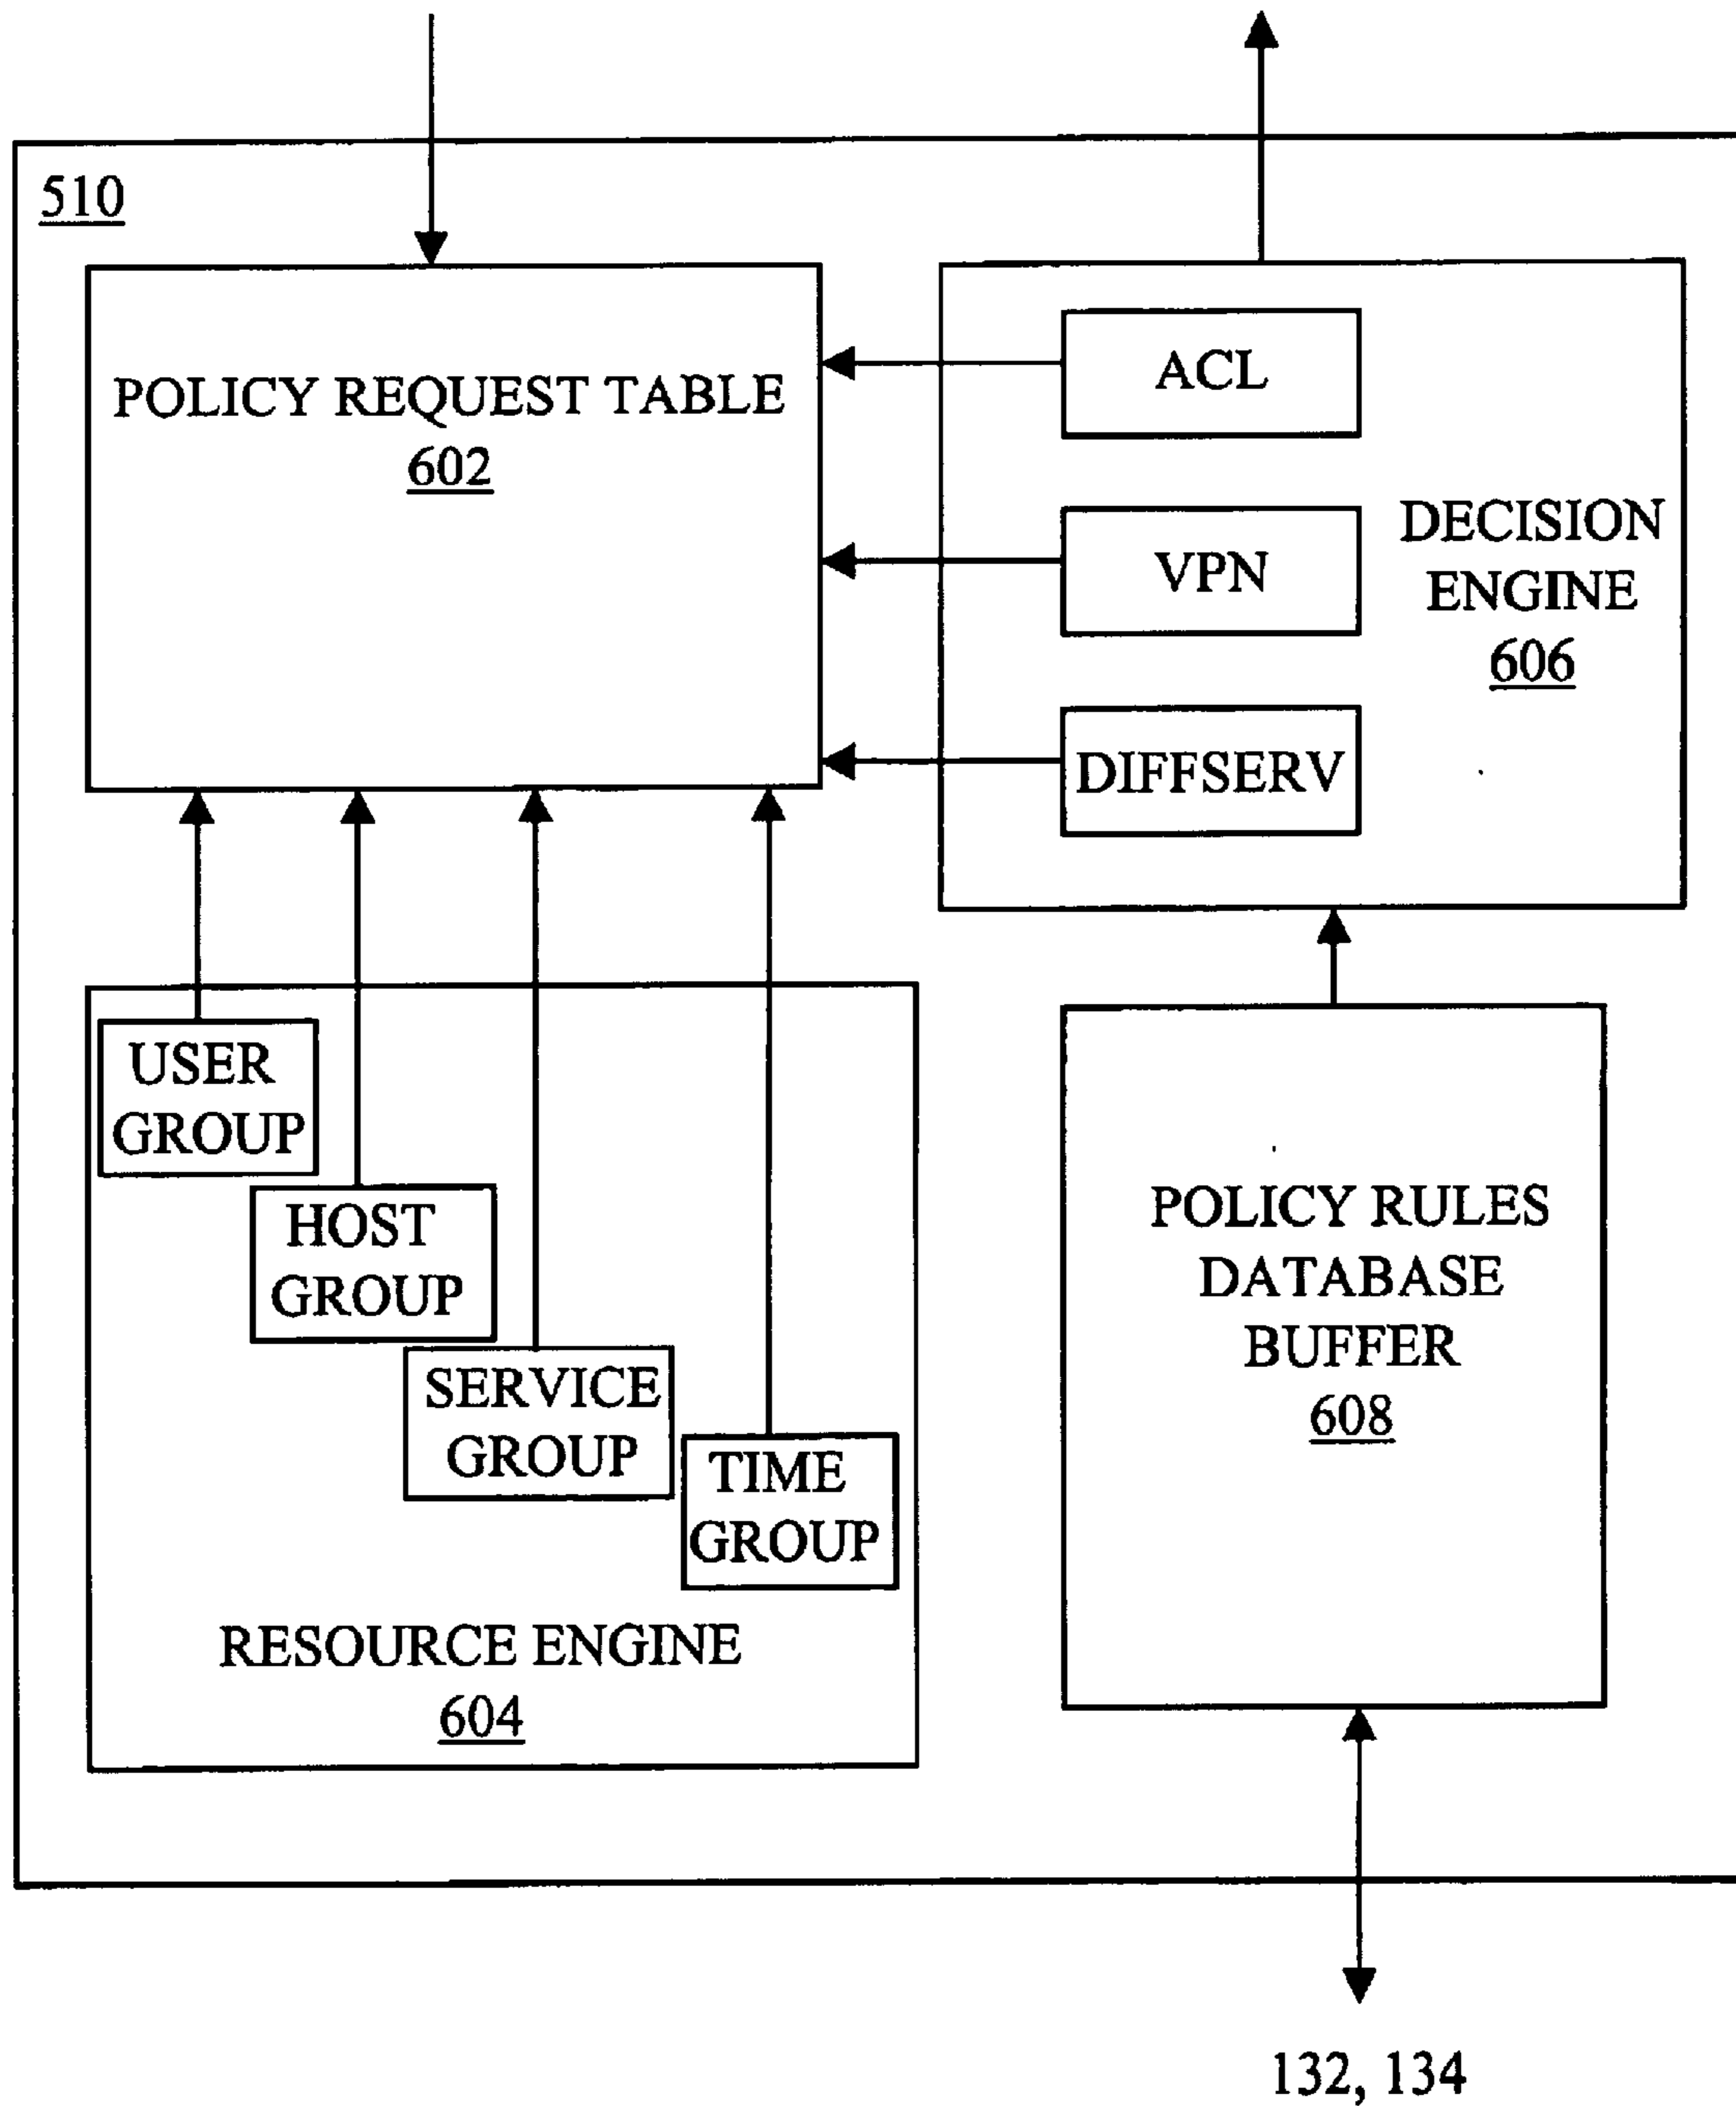 510
POLICY REQUEST TABLE
602
ACL
VPN
DIFFSERV
DECISION
ENGINE
606
USER
GROUP
HOST
GROUP
SERVICE
GROUP
TIME
GROUP
RESOURCE ENGINE
604
POLICY RULES
DATABASE
BUFFER
608
132, 134